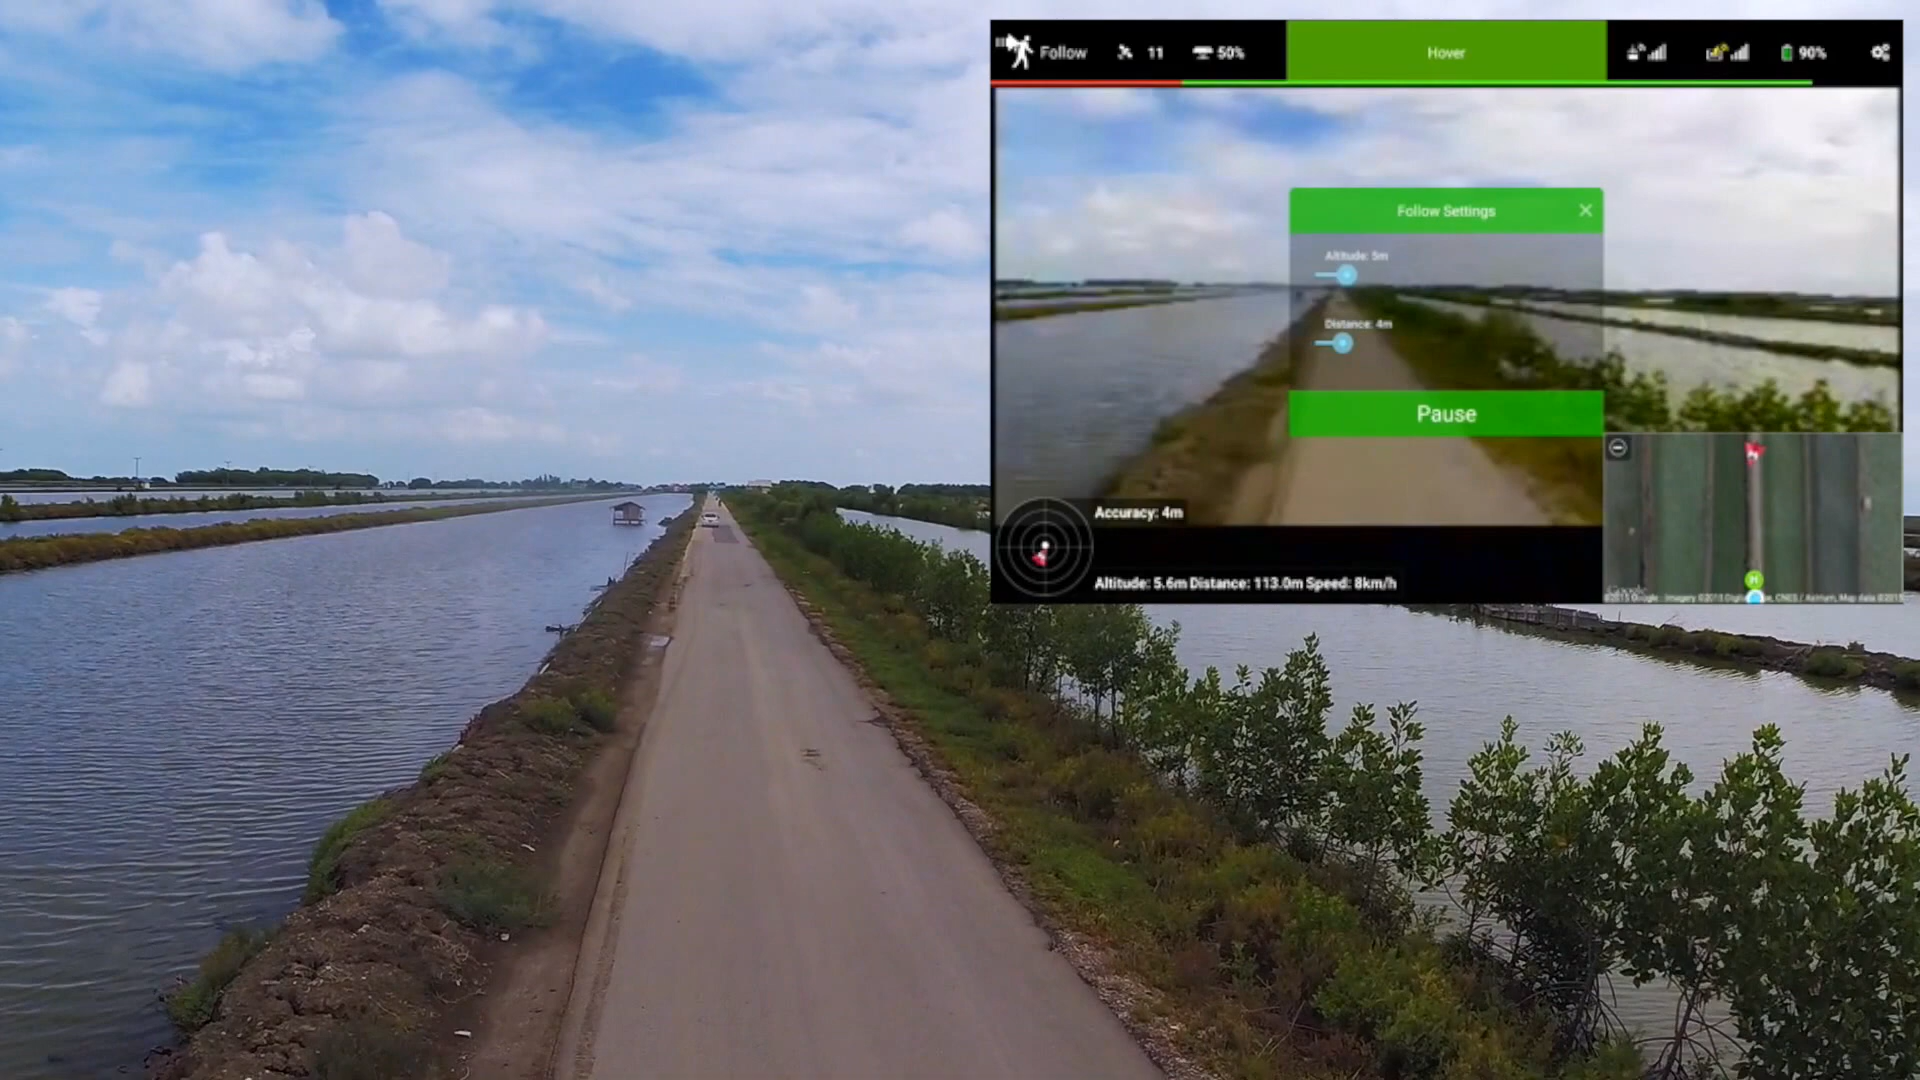 Follow 11 50% Hover 90%
Follow Settings
Altitude: 5m
Distance: 4m
Pause
Accuracy: 4m
Altitude: 5.6m Distance: 113.0m Speed: 8km/h
H
Google